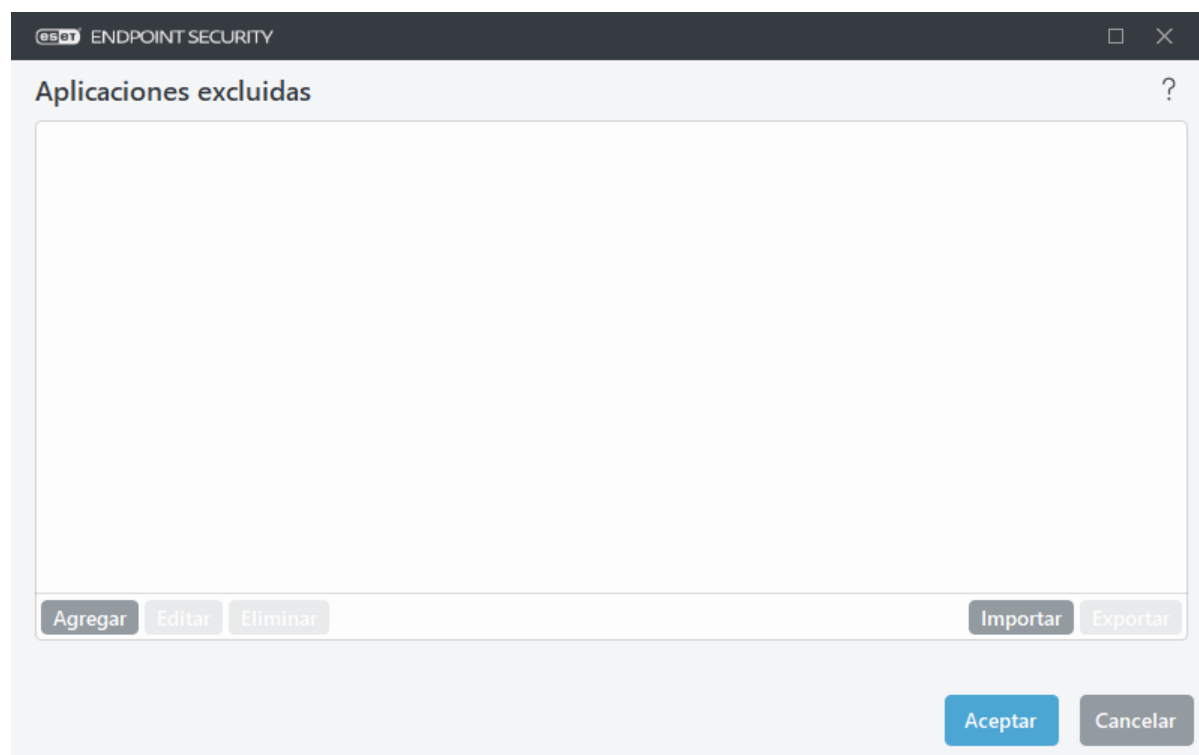 eset ENDPOINT SECURITY
Aplicaciones excluidas ?
Agregar Editar Eliminar Importar Exportar
Aceptar Cancelar